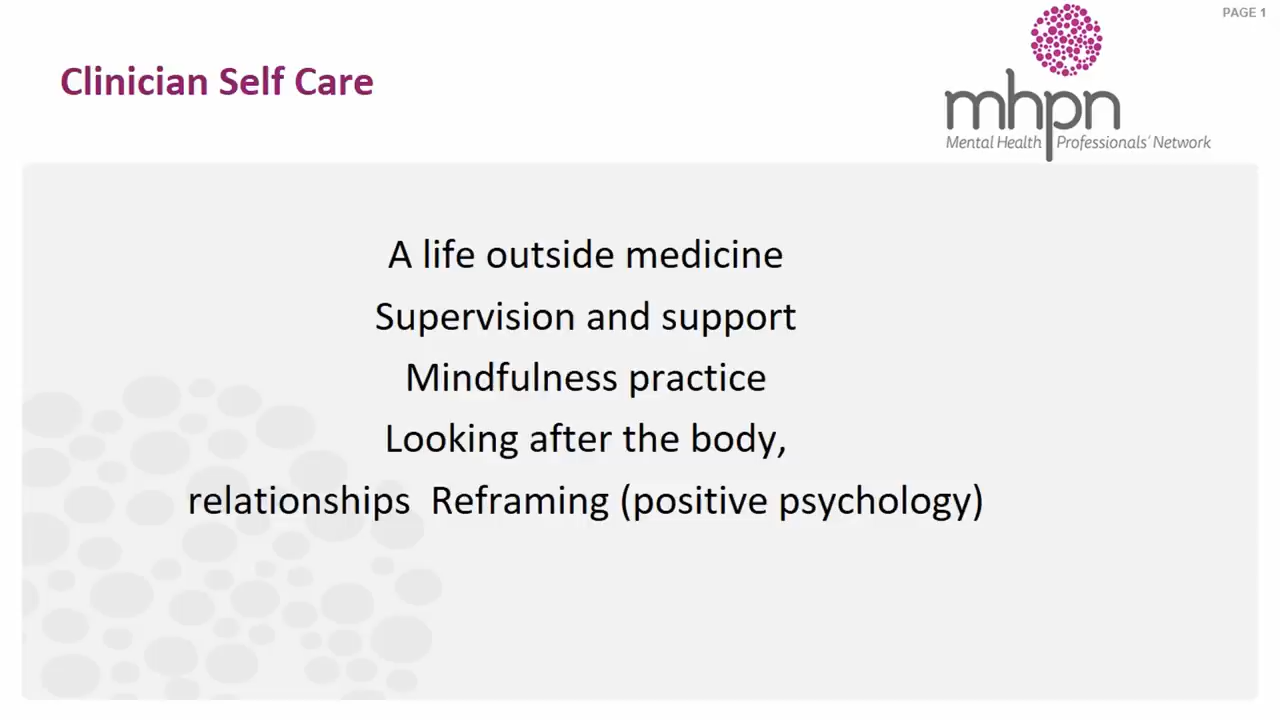 PAGE 1
Clinician Self Care
mhpn
Mental Health Professionals' Network
A life outside medicine
Supervision and support
Mindfulness practice
Looking after the body,
relationships  Reframing (positive psychology)